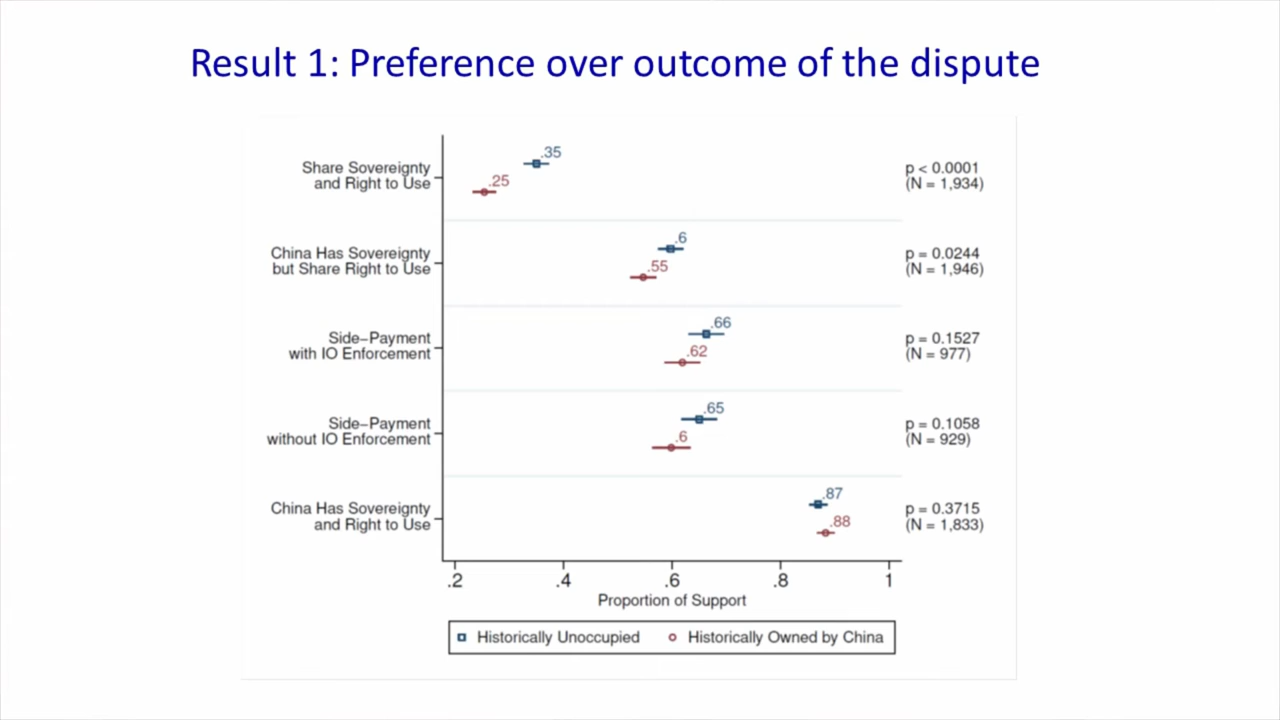 Result 1: Preference over outcome of the dispute
Share Sovereignty
and Right to Use
.35
.25
p < 0.0001
(N = 1,934)
China Has Sovereignty
but Share Right to Use
.6
.55
p = 0.0244
(N = 1,946)
Side−Payment
with IO Enforcement
.66
.62
p = 0.1527
(N = 977)
Side−Payment
without IO Enforcement
.65
.6
p = 0.1058
(N = 929)
China Has Sovereignty
and Right to Use
.87
.88
p = 0.3715
(N = 1,833)
.2 .4 .6 .8 1
Proportion of Support
Historically Unoccupied Historically Owned by China